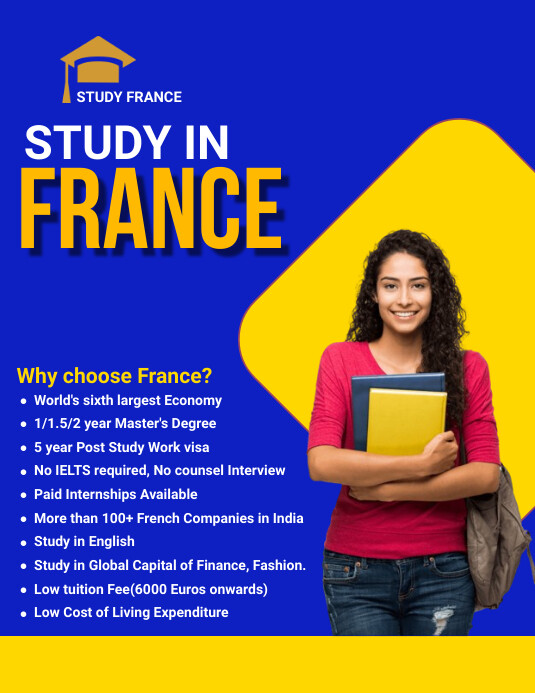 STUDY FRANCE
STUDY IN
FRANCE
Why choose France?
• World's sixth largest Economy
• 1/1.5/2 year Master's Degree
• 5 year Post Study Work visa
• No IELTS required, No counsel Interview
• Paid Internships Available
• More than 100+ French Companies in India
• Study in English
• Study in Global Capital of Finance, Fashion.
• Low tuition Fee(6000 Euros onwards)
• Low Cost of Living Expenditure